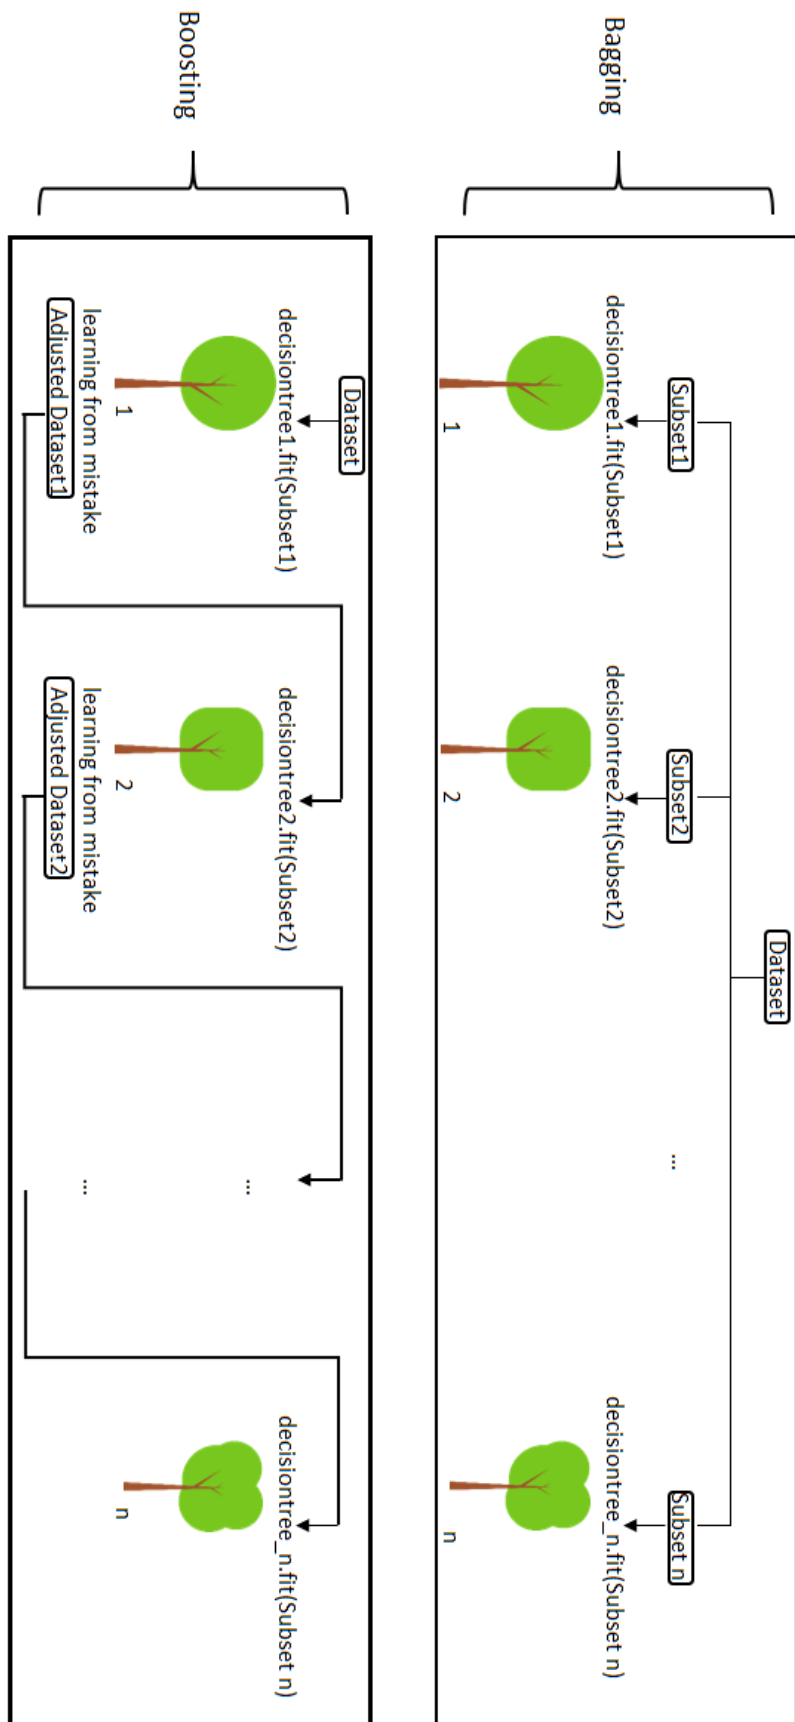 Bagging
Dataset
Subset1
Subset2
...
Subset n
decisiontree1.fit(Subset1)
decisiontree2.fit(Subset2)
decisiontree_n.fit(Subset n)
1
2
n
Boosting
Dataset
decisiontree1.fit(Subset1)
decisiontree2.fit(Subset2)
...
decisiontree_n.fit(Subset n)
1
2
n
learning from mistake
learning from mistake
...
Adjusted Dataset1
Adjusted Dataset2